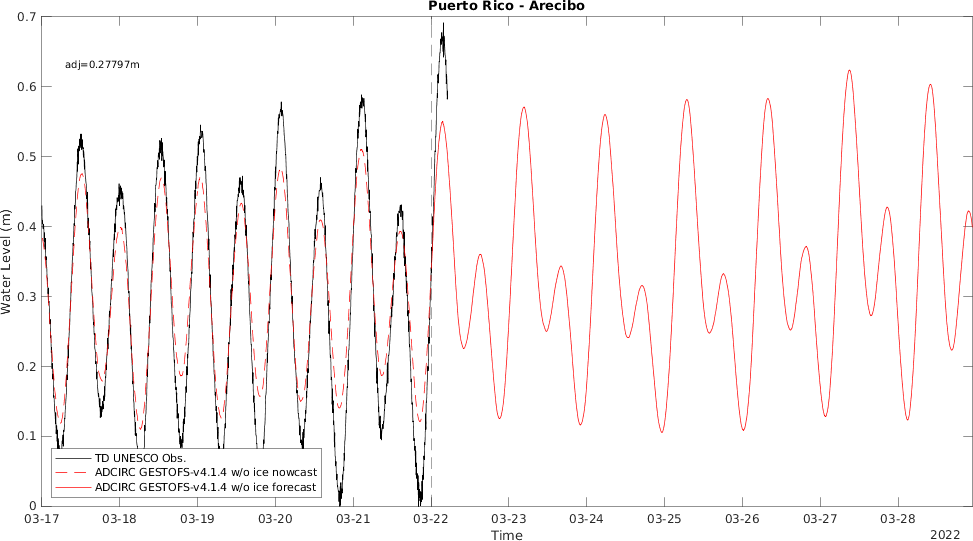 Puerto Rico - Arecibo
0.7
adj=0.27797m
0.6
0.5
0.4
Water Level (m)
0.3
0.2
0.1
0
TD UNESCO Obs.
ADCIRC GESTOFS-v4.1.4 w/o ice nowcast
ADCIRC GESTOFS-v4.1.4 w/o ice forecast
03-17 03-18 03-19 03-20 03-21 03-22 03-23 03-24 03-25 03-26 03-27 03-28
Time
2022